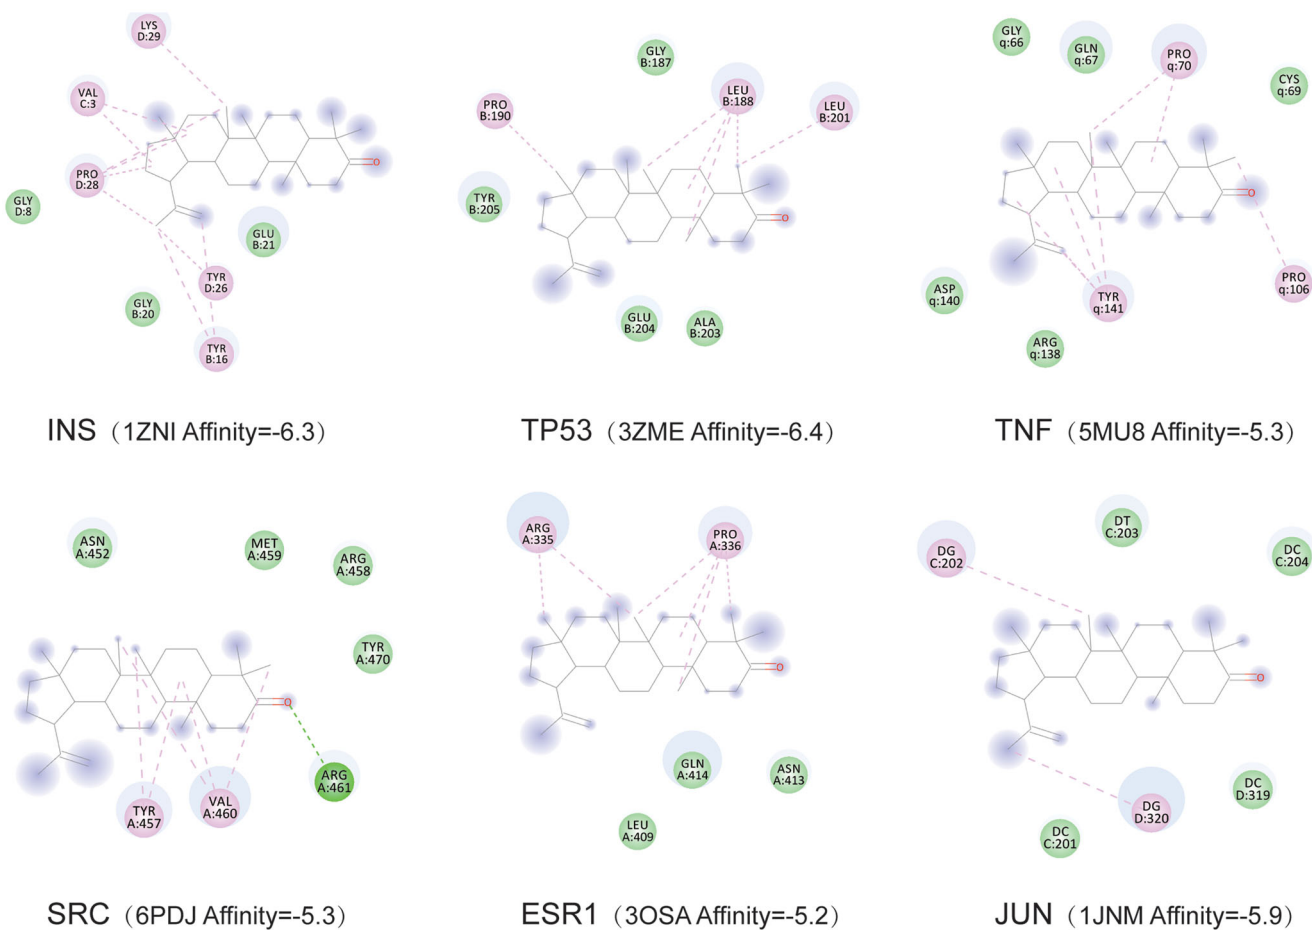 LYS
D:29
VAL
C:3
PRO
D:28
GLY
D:8
GLU
B:21
TYR
D:26
GLY
B:20
TYR
B:16
O
INS（1ZNI Affinity=-6.3）
GLY
B:187
LEU
B:188
PRO
B:190
LEU
B:201
TYR
B:205
O
GLU
B:204
ALA
B:203
TP53（3ZME Affinity=-6.4）
GLY
q:66
GLN
q:67
PRO
q:70
CYS
q:69
O
ASP
q:140
TYR
q:141
PRO
q:106
ARG
q:138
TNF（5MU8 Affinity=-5.3）
ASN
A:452
MET
A:459
ARG
A:458
TYR
A:470
O
ARG
A:461
TYR
A:457
VAL
A:460
SRC（6PDJ Affinity=-5.3）
ARG
A:335
PRO
A:336
O
GLN
A:414
ASN
A:413
LEU
A:409
ESR1（3OSA Affinity=-5.2）
DT
C:203
DG
C:202
DC
C:204
O
DC
D:319
DG
D:320
DC
C:201
JUN（1JNM Affinity=-5.9）